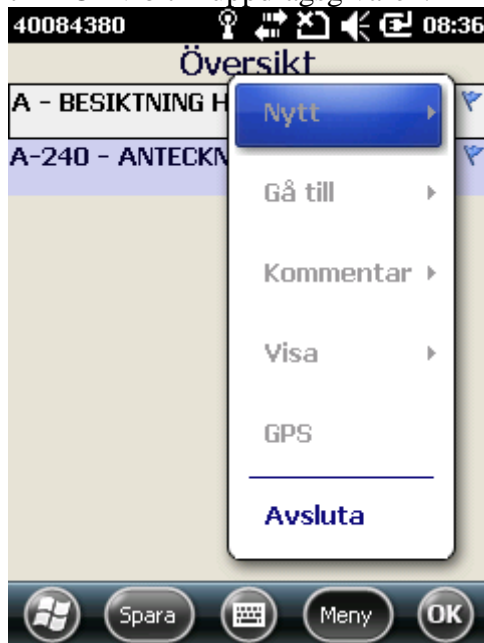 40084380 08:36
Översikt
A - BESIKTNING H
A-240 - ANTECKN
Nytt
Gå till
Kommentar
Visa
GPS
Avsluta
Spara Meny OK